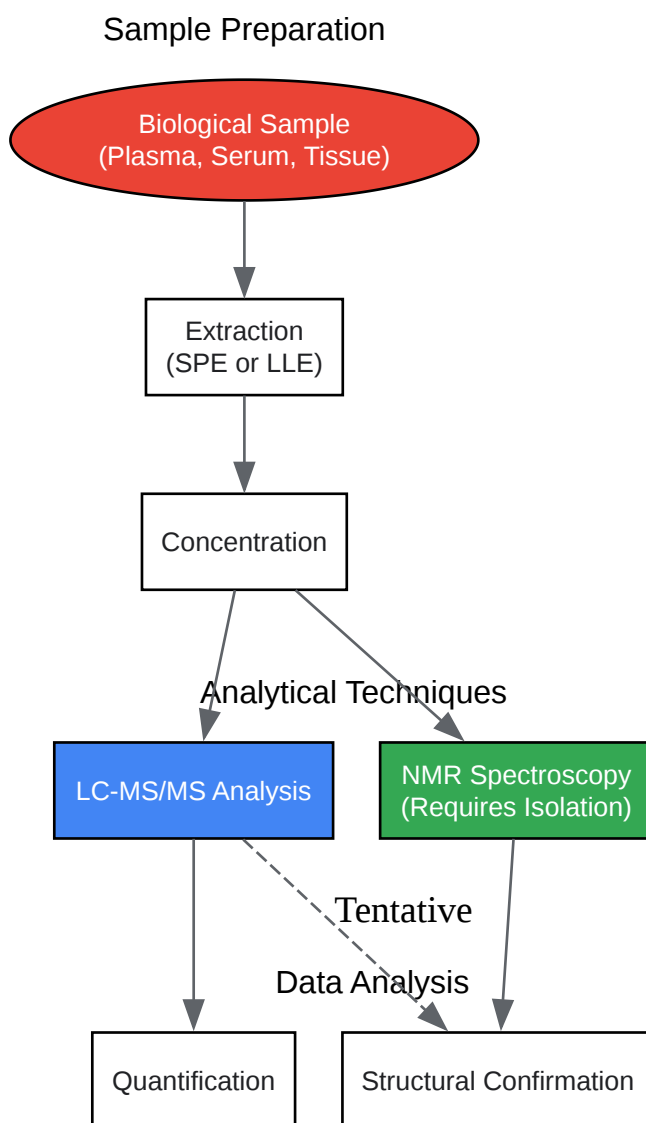 Sample Preparation
Biological Sample
(Plasma, Serum, Tissue)
Extraction
(SPE or LLE)
Concentration
Analytical Techniques
LC-MS/MS Analysis
NMR Spectroscopy
(Requires Isolation)
Tentative
Data Analysis
Quantification
Structural Confirmation